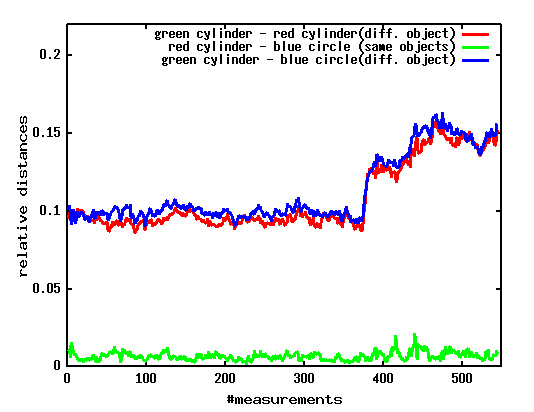 green cylinder - red cylinder(diff. object)
red cylinder - blue circle (same objects)
green cylinder - blue circle(diff. object)
relative distances
0.2
0.15
0.1
0.05
0
0 100 200 300 400 500
#measurements